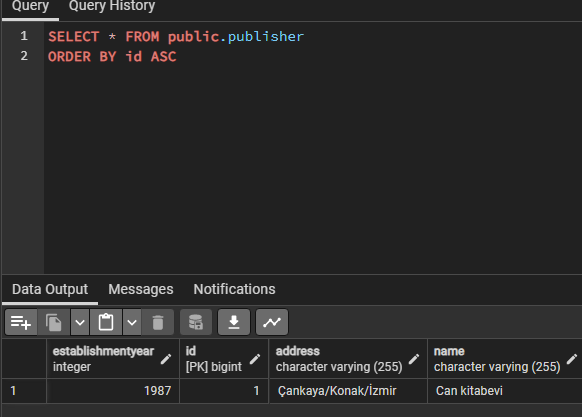 Query Query History
1 SELECT * FROM public.publisher
2 ORDER BY id ASC
Data Output Messages Notifications
establishmentyear id address name
integer [PK] bigint character varying (255) character varying (255)
1 1987 1 Çankaya/Konak/İzmir Can kitabevi